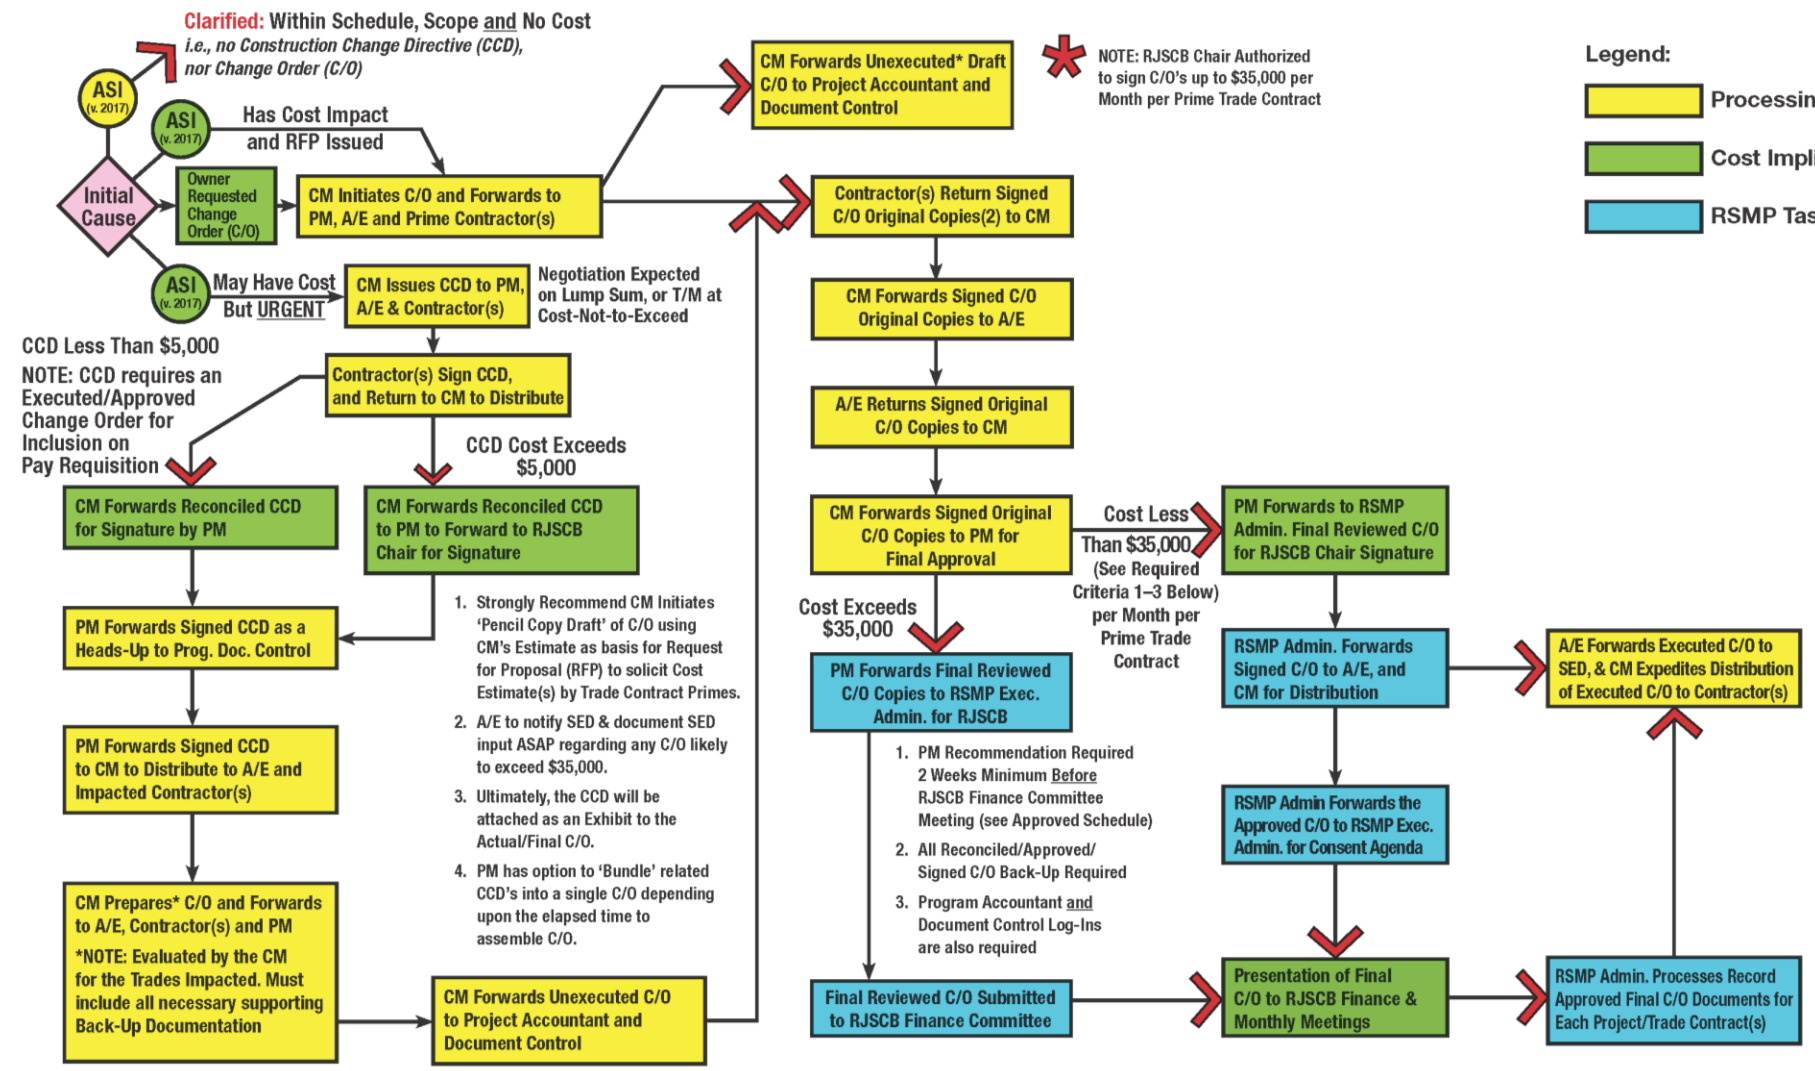 Clarified: Within Schedule, Scope and No Cost
i.e., no Construction Change Directive (CCD),
nor Change Order (C/O)
ASI
(v. 2017)
ASI
(v. 2017)
Has Cost Impact
and RFP Issued
Initial
Cause
Owner
Requested
Change
Order (C/O)
CM Initiates C/O and Forwards to
PM, A/E and Prime Contractor(s)
CM Forwards Unexecuted* Draft
C/O to Project Accountant and
Document Control
NOTE: RJSCB Chair Authorized
to sign C/O's up to $35,000 per
Month per Prime Trade Contract
Legend:
Processin
Cost Impli
RSMP Tas
ASI
(v. 2017)
May Have Cost
But URGENT
CM Issues CCD to PM,
A/E & Contractor(s)
Negotiation Expected
on Lump Sum, or T/M at
Cost-Not-to-Exceed
CCD Less Than $5,000
NOTE: CCD requires an
Executed/Approved
Change Order for
Inclusion on
Pay Requisition
Contractor(s) Sign CCD,
and Return to CM to Distribute
CCD Cost Exceeds
$5,000
CM Forwards Reconciled CCD
for Signature by PM
CM Forwards Reconciled CCD
to PM to Forward to RJSCB
Chair for Signature
PM Forwards Signed CCD as a
Heads-Up to Prog. Doc. Control
PM Forwards Signed CCD
to CM to Distribute to A/E and
Impacted Contractor(s)
CM Prepares* C/O and Forwards
to A/E, Contractor(s) and PM
*NOTE: Evaluated by the CM
for the Trades Impacted. Must
include all necessary supporting
Back-Up Documentation
1. Strongly Recommend CM Initiates
‘Pencil Copy Draft’ of C/O using
CM's Estimate as basis for Request
for Proposal (RFP) to solicit Cost
Estimate(s) by Trade Contract Primes.
2. A/E to notify SED & document SED
input ASAP regarding any C/O likely
to exceed $35,000.
3. Ultimately, the CCD will be
attached as an Exhibit to the
Actual/Final C/O.
4. PM has option to ‘Bundle’ related
CCD's into a single C/O depending
upon the elapsed time to
assemble C/O.
CM Forwards Unexecuted C/O
to Project Accountant and
Document Control
Contractor(s) Return Signed
C/O Original Copies(2) to CM
CM Forwards Signed C/O
Original Copies to A/E
A/E Returns Signed Original
C/O Copies to CM
CM Forwards Signed Original
C/O Copies to PM for
Final Approval
Cost Less
Than $35,000
(See Required
Criteria 1–3 Below)
per Month per
Prime Trade
Contract
Cost Exceeds
$35,000
PM Forwards Final Reviewed
C/O Copies to RSMP Exec.
Admin. for RJSCB
1. PM Recommendation Required
2 Weeks Minimum Before
RJSCB Finance Committee
Meeting (see Approved Schedule)
2. All Reconciled/Approved/
Signed C/O Back-Up Required
3. Program Accountant and
Document Control Log-Ins
are also required
Final Reviewed C/O Submitted
to RJSCB Finance Committee
PM Forwards to RSMP
Admin. Final Reviewed C/O
for RJSCB Chair Signature
RSMP Admin. Forwards
Signed C/O to A/E, and
CM for Distribution
RSMP Admin Forwards the
Approved C/O to RSMP Exec.
Admin. for Consent Agenda
Presentation of Final
C/O to RJSCB Finance &
Monthly Meetings
A/E Forwards Executed C/O to
SED, & CM Expedites Distribution
of Executed C/O to Contractor(s)
RSMP Admin. Processes Record
Approved Final C/O Documents for
Each Project/Trade Contract(s)